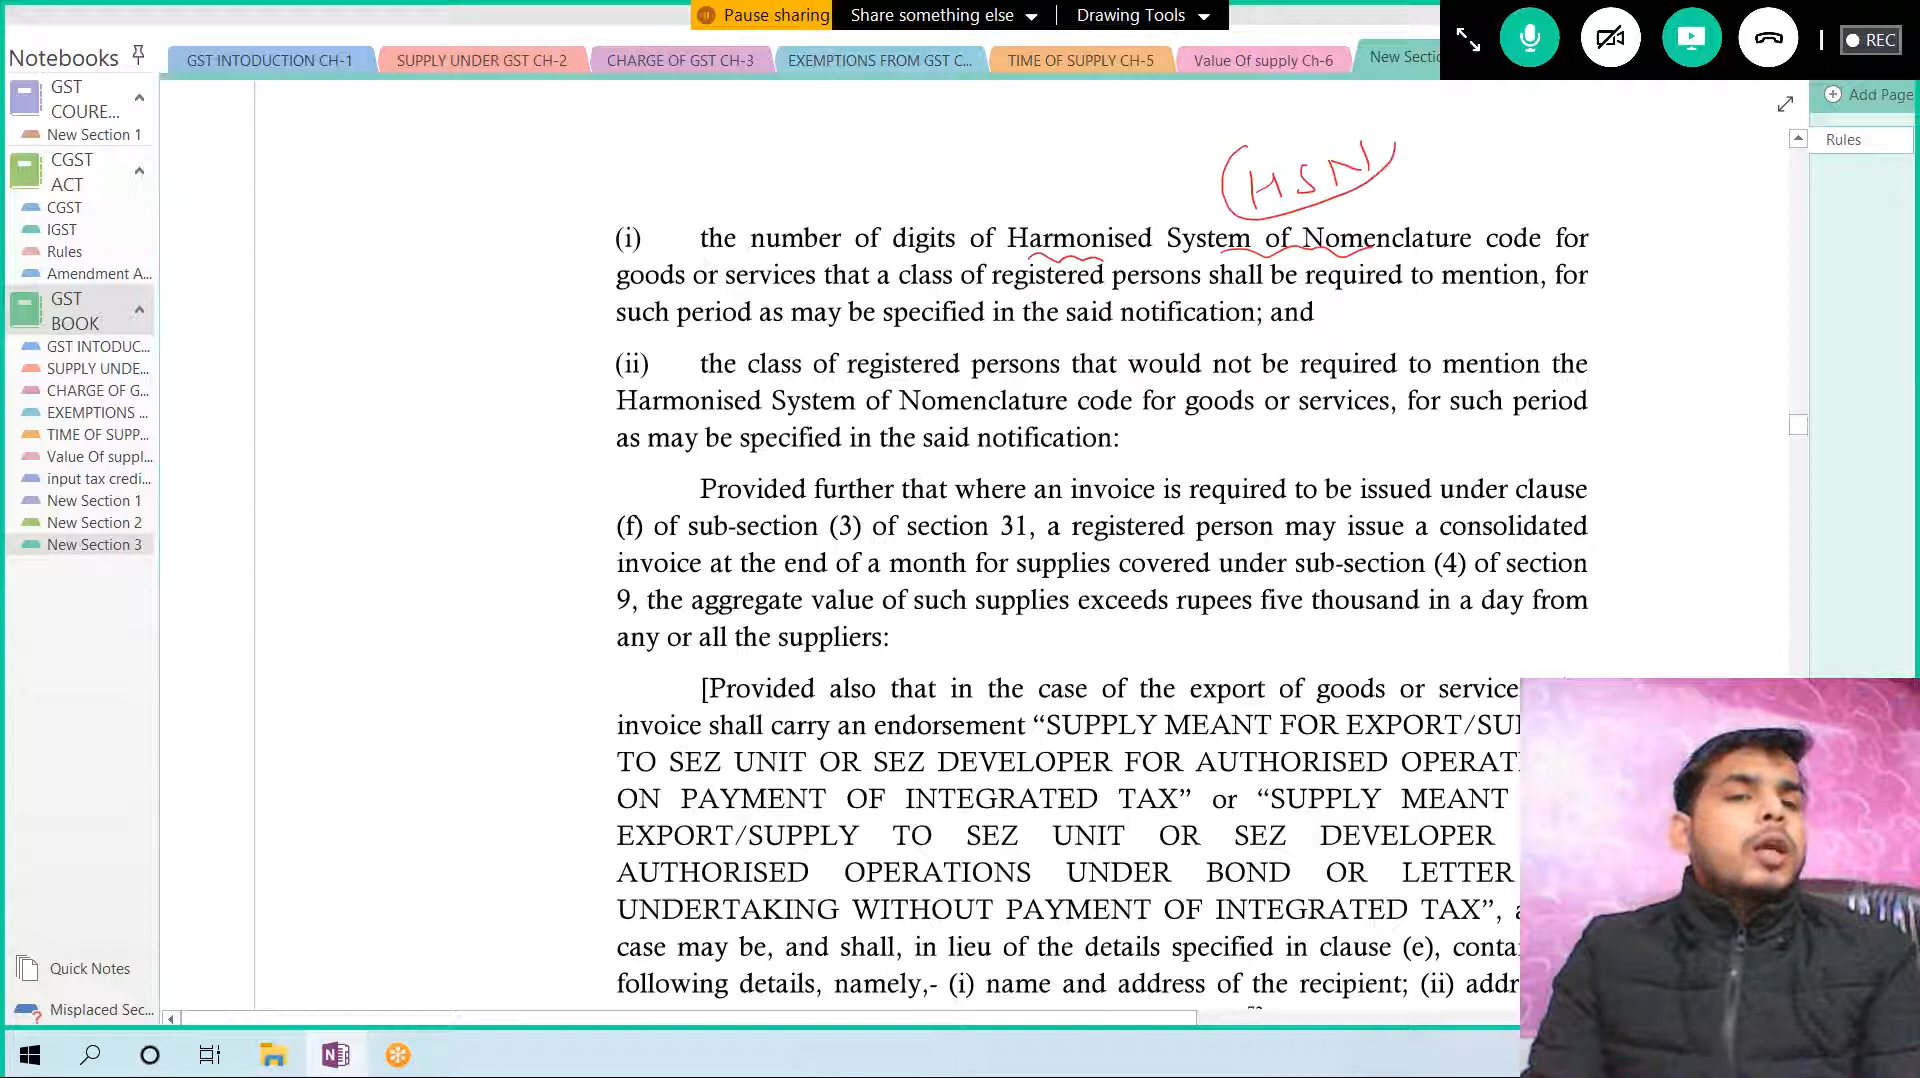 Pause sharing
Share something else
Drawing Tools
REC
Notebooks
GST INTODUCTION CH-1
SUPPLY UNDER GST CH-2
CHARGE OF GST CH-3
EXEMPTIONS FROM GST C...
TIME OF SUPPLY CH-5
Value Of supply Ch-6
New Sectio
Add Page
Rules
GST
COURE...
New Section 1
CGST
ACT
CGST
IGST
Rules
Amendment A...
GST
BOOK
GST INTODUC...
SUPPLY UNDE...
CHARGE OF G...
EXEMPTIONS ...
TIME OF SUPP...
Value Of suppl...
input tax credi...
New Section 1
New Section 2
New Section 3
Quick Notes
Misplaced Sec...
HSN
(i) the number of digits of Harmonised System of Nomenclature code for
goods or services that a class of registered persons shall be required to mention, for
such period as may be specified in the said notification; and
(ii) the class of registered persons that would not be required to mention the
Harmonised System of Nomenclature code for goods or services, for such period
as may be specified in the said notification:
Provided further that where an invoice is required to be issued under clause
(f) of sub-section (3) of section 31, a registered person may issue a consolidated
invoice at the end of a month for supplies covered under sub-section (4) of section
9, the aggregate value of such supplies exceeds rupees five thousand in a day from
any or all the suppliers:
[Provided also that in the case of the export of goods or service
invoice shall carry an endorsement “SUPPLY MEANT FOR EXPORT/SU
TO SEZ UNIT OR SEZ DEVELOPER FOR AUTHORISED OPERAT
ON PAYMENT OF INTEGRATED TAX” or “SUPPLY MEANT
EXPORT/SUPPLY TO SEZ UNIT OR SEZ DEVELOPER
AUTHORISED OPERATIONS UNDER BOND OR LETTER
UNDERTAKING WITHOUT PAYMENT OF INTEGRATED TAX”,
case may be, and shall, in lieu of the details specified in clause (e), conta
following details, namely,- (i) name and address of the recipient; (ii) addr